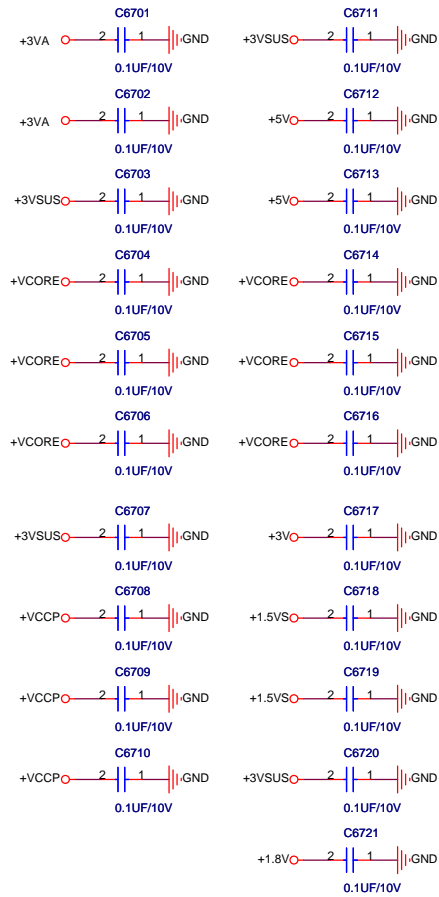 C6701
+3VA 2 1 GND
0.1UF/10V
C6702
+3VA 2 1 GND
0.1UF/10V
C6703
+3VSUS 2 1 GND
0.1UF/10V
C6704
+VCORE 2 1 GND
0.1UF/10V
C6705
+VCORE 2 1 GND
0.1UF/10V
C6706
+VCORE 2 1 GND
0.1UF/10V
C6707
+3VSUS 2 1 GND
0.1UF/10V
C6708
+VCCP 2 1 GND
0.1UF/10V
C6709
+VCCP 2 1 GND
0.1UF/10V
C6710
+VCCP 2 1 GND
0.1UF/10V
C6711
+3VSUS 2 1 GND
0.1UF/10V
C6712
+5V 2 1 GND
0.1UF/10V
C6713
+5V 2 1 GND
0.1UF/10V
C6714
+VCORE 2 1 GND
0.1UF/10V
C6715
+VCORE 2 1 GND
0.1UF/10V
C6716
+VCORE 2 1 GND
0.1UF/10V
C6717
+3V 2 1 GND
0.1UF/10V
C6718
+1.5VS 2 1 GND
0.1UF/10V
C6719
+1.5VS 2 1 GND
0.1UF/10V
C6720
+3VSUS 2 1 GND
0.1UF/10V
C6721
+1.8V 2 1 GND
0.1UF/10V